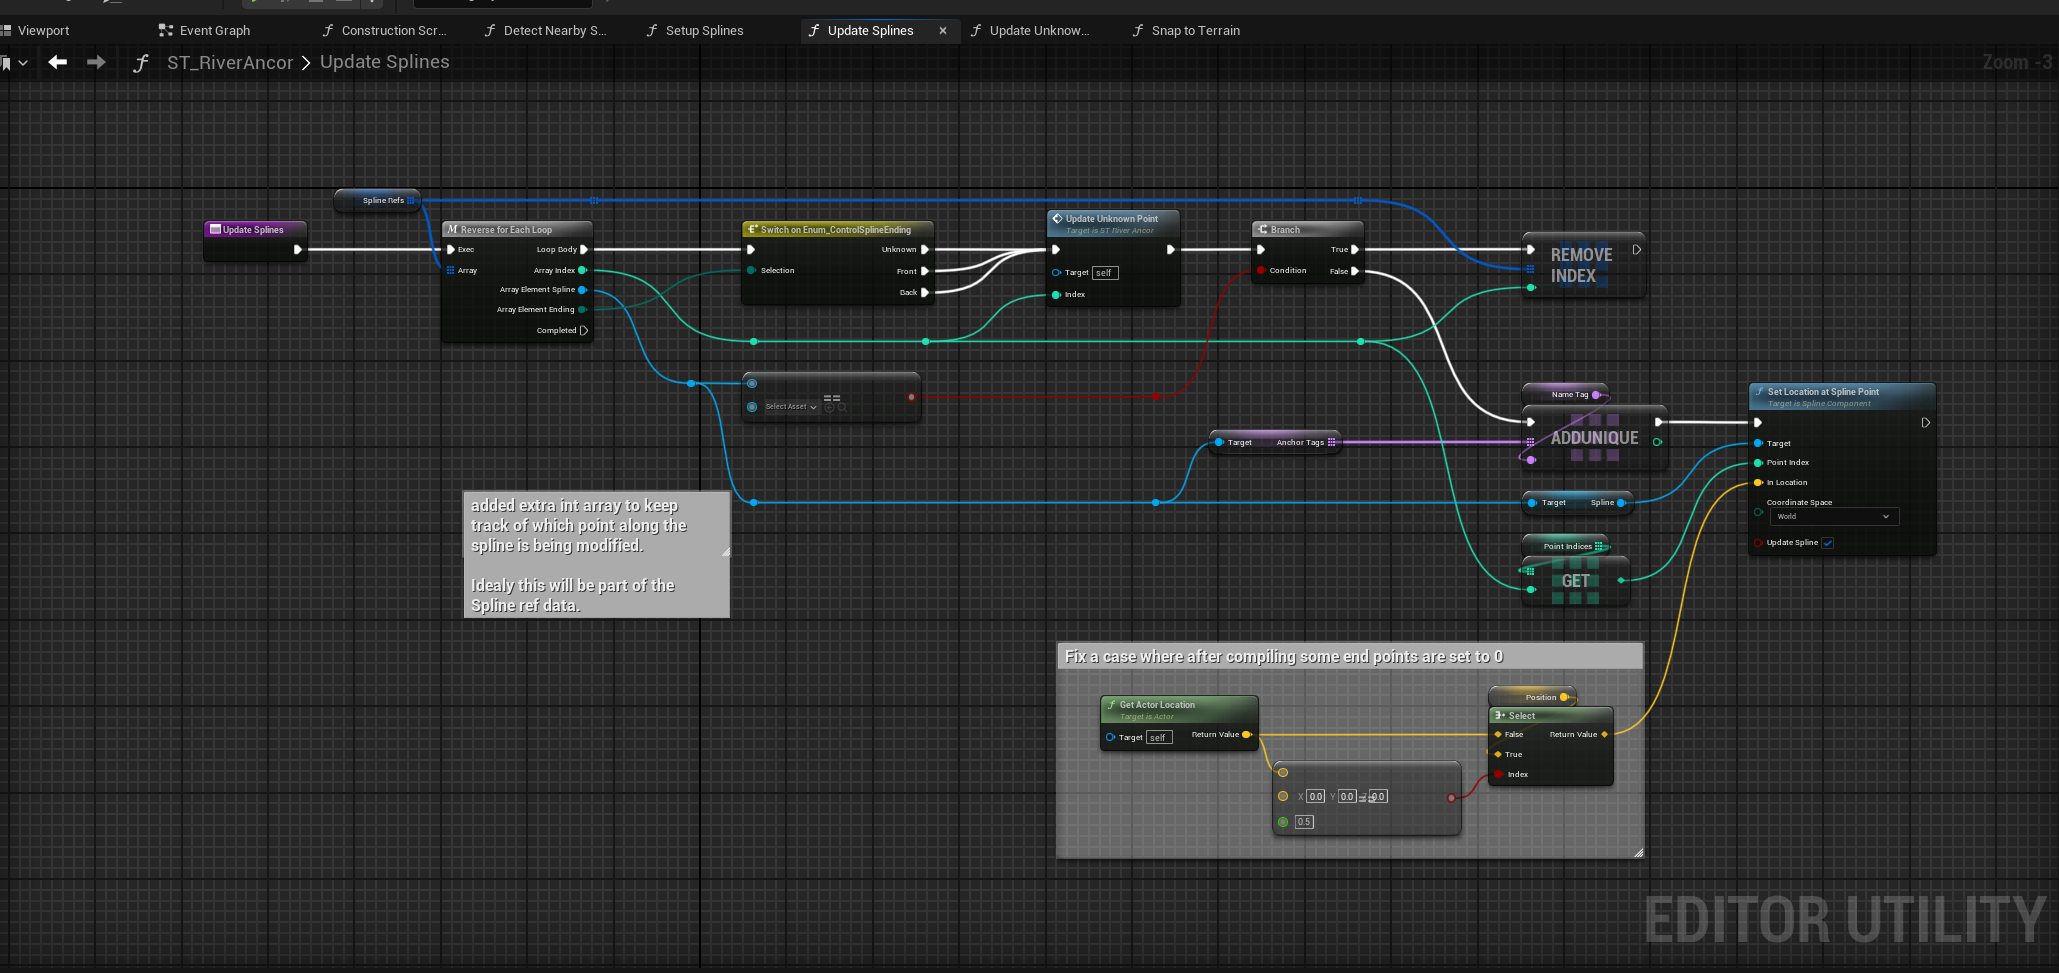 Viewport
Event Graph
Construction Scr...
Detect Nearby S...
Setup Splines
Update Splines
Update Unknow...
Snap to Terrain
ST_RiverAncor > Update Splines
Zoom -3
Spline Refs
Update Splines
Reverse for Each Loop
Exec
Array
Loop Body
Array Index
Array Element Spline
Array Element Ending
Completed
Switch on Enum_ControlSplineEnding
Selection
Unknown
Front
Back
Update Unknown Point
Target is ST River Ancor
Target self
Index
Branch
Condition
True
False
REMOVE
INDEX
==
Select Asset
Target Anchor Tags
Name Tag
ADDUNIQUE
Target Spline
Point Indices
GET
Set Location at Spline Point
Target is Spline Component
Target
Point Index
In Location
Coordinate Space
World
Update Spline
added extra int array to keep
track of which point along the
spline is being modified.
Idealy this will be part of the
Spline ref data.
Fix a case where after compiling some end points are set to 0
Get Actor Location
Target is Actor
Target self
Return Value
X 0.0 Y 0.0 Z 0.0
==
0.5
Position
Select
False
True
Index
Return Value
EDITOR UTILITY